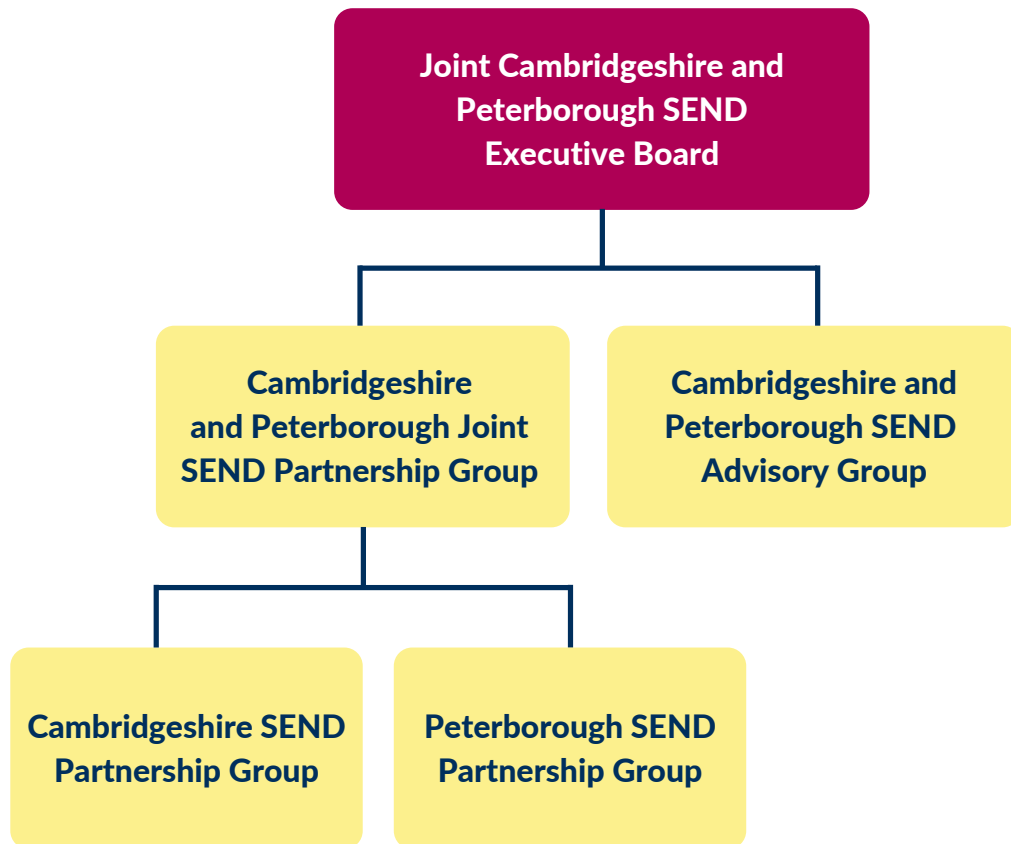 Joint Cambridgeshire and
Peterborough SEND
Executive Board
Cambridgeshire
and Peterborough Joint
SEND Partnership Group
Cambridgeshire and
Peterborough SEND
Advisory Group
Cambridgeshire SEND
Partnership Group
Peterborough SEND
Partnership Group